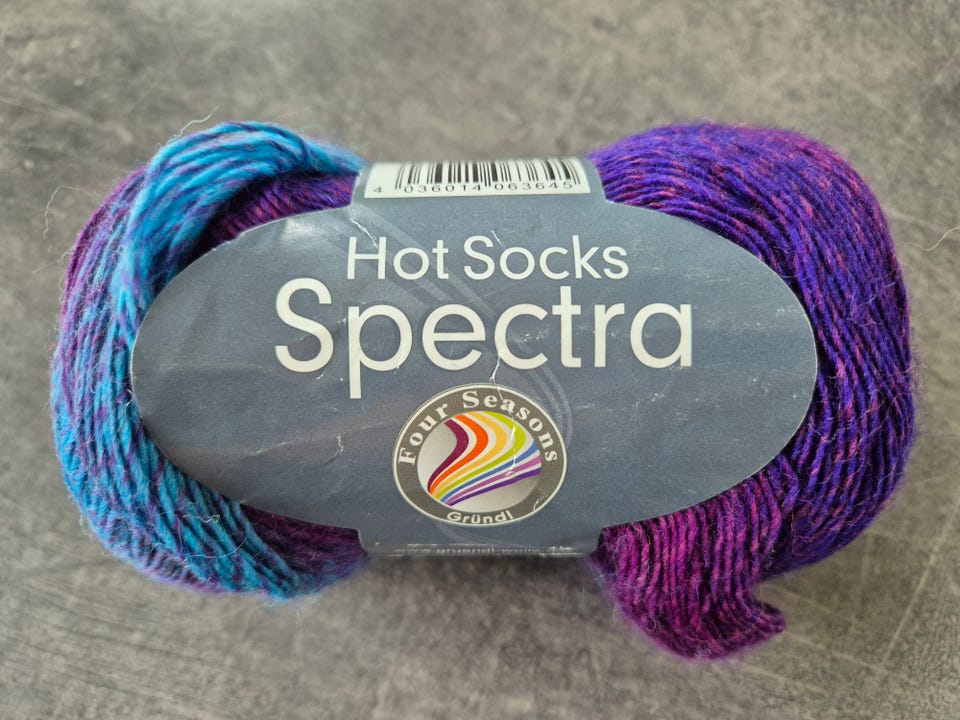 4 036014 063645
Hot Socks
Spectra
Four Seasons
Gründl